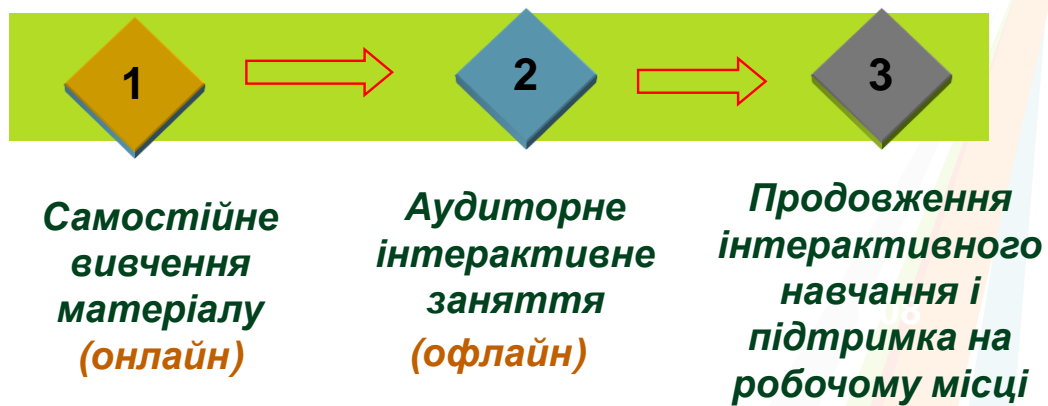 1
2
3
Самостійне
вивчення
матеріалу
(онлайн)
Аудиторне
інтерактивне
заняття
(офлайн)
Продовження
інтерактивного
навчання і
підтримка на
робочому місці